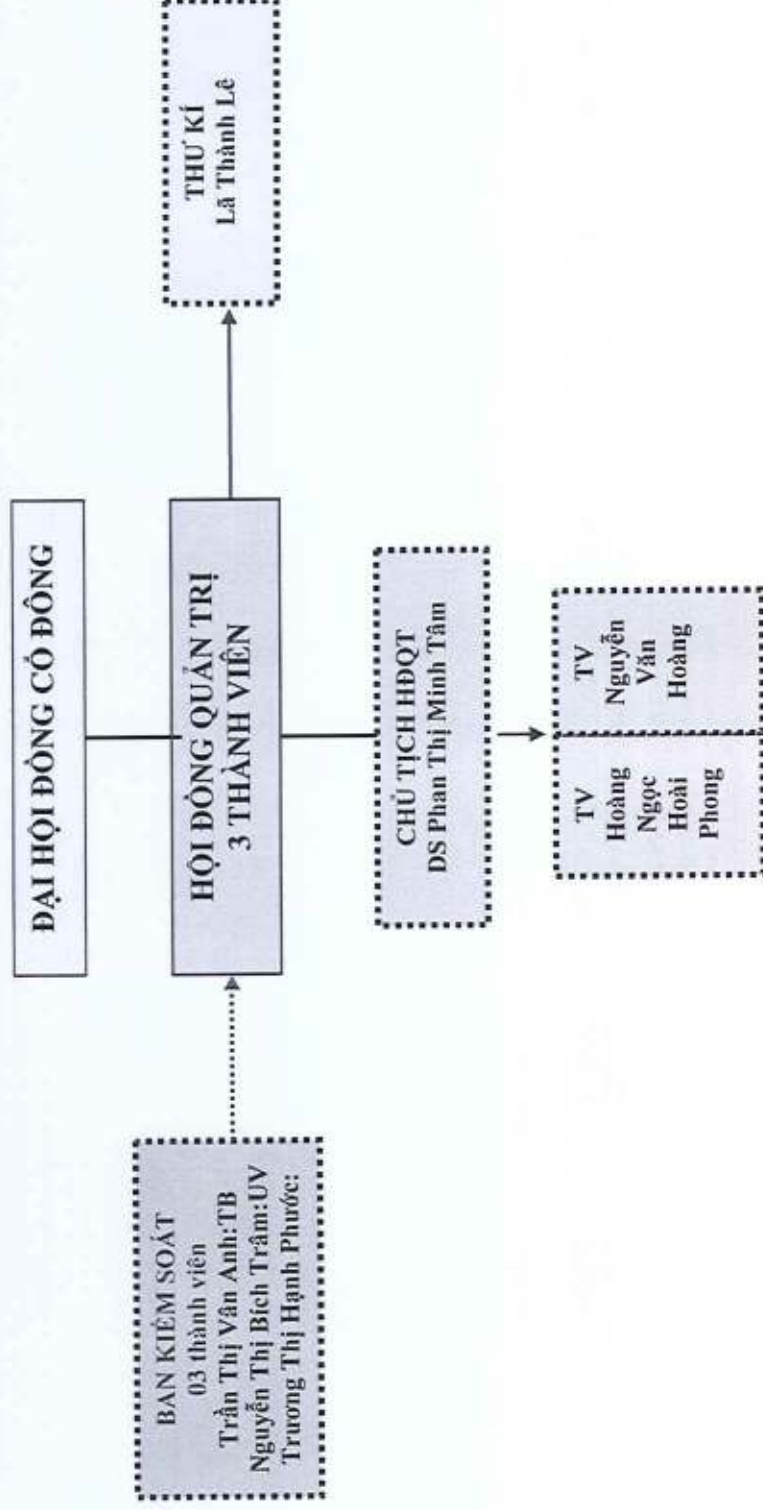 ĐẠI HỘI ĐỒNG CỔ ĐÔNG
HỘI ĐỒNG QUẢN TRỊ
3 THÀNH VIÊN
THƯ KÍ
Lã Thành Lê
BAN KIỂM SOÁT
03 thành viên
Trần Thị Vân Anh:TB
Nguyễn Thị Bích Trâm:UV
Trương Thị Hạnh Phước:
CHỦ TỊCH HĐQT
DS Phan Thị Minh Tâm
TV
Hoàng
Ngọc
Hoài
Phong
TV
Nguyễn
Văn
Hoàng